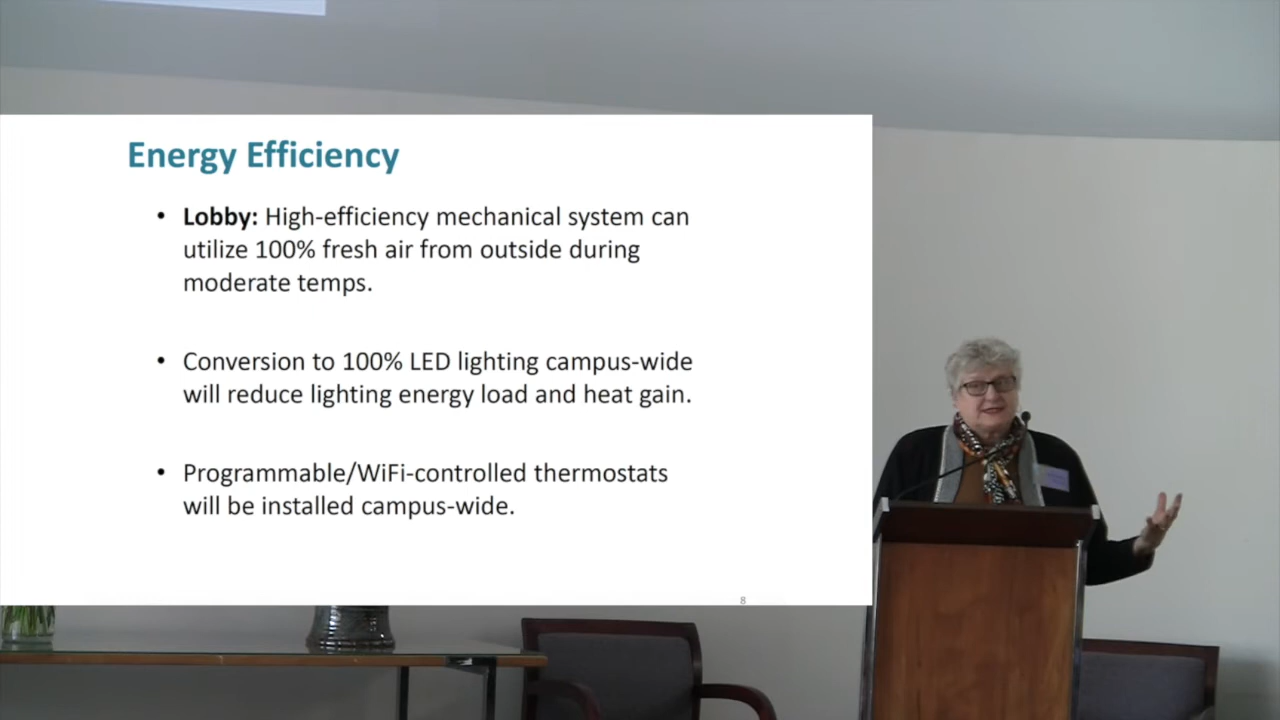 Energy Efficiency
• Lobby: High-efficiency mechanical system can
utilize 100% fresh air from outside during
moderate temps.
• Conversion to 100% LED lighting campus-wide
will reduce lighting energy load and heat gain.
• Programmable/WiFi-controlled thermostats
will be installed campus-wide.
8